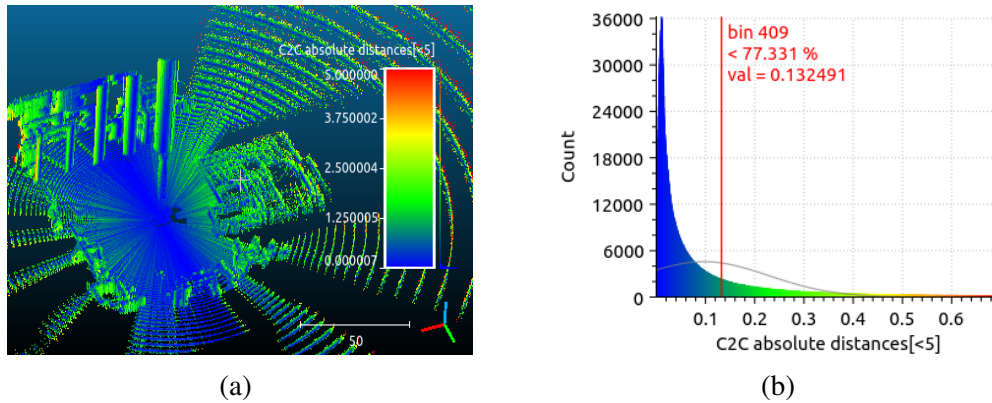 C2C absolute distances[<5]
5.000000
3.750002
2.500004
1.250005
0.000007
50
(a)
36000
30000
24000
18000
12000
6000
0
Count
bin 409
< 77.331 %
val = 0.132491
0.1 0.2 0.3 0.4 0.5 0.6
C2C absolute distances[<5]
(b)